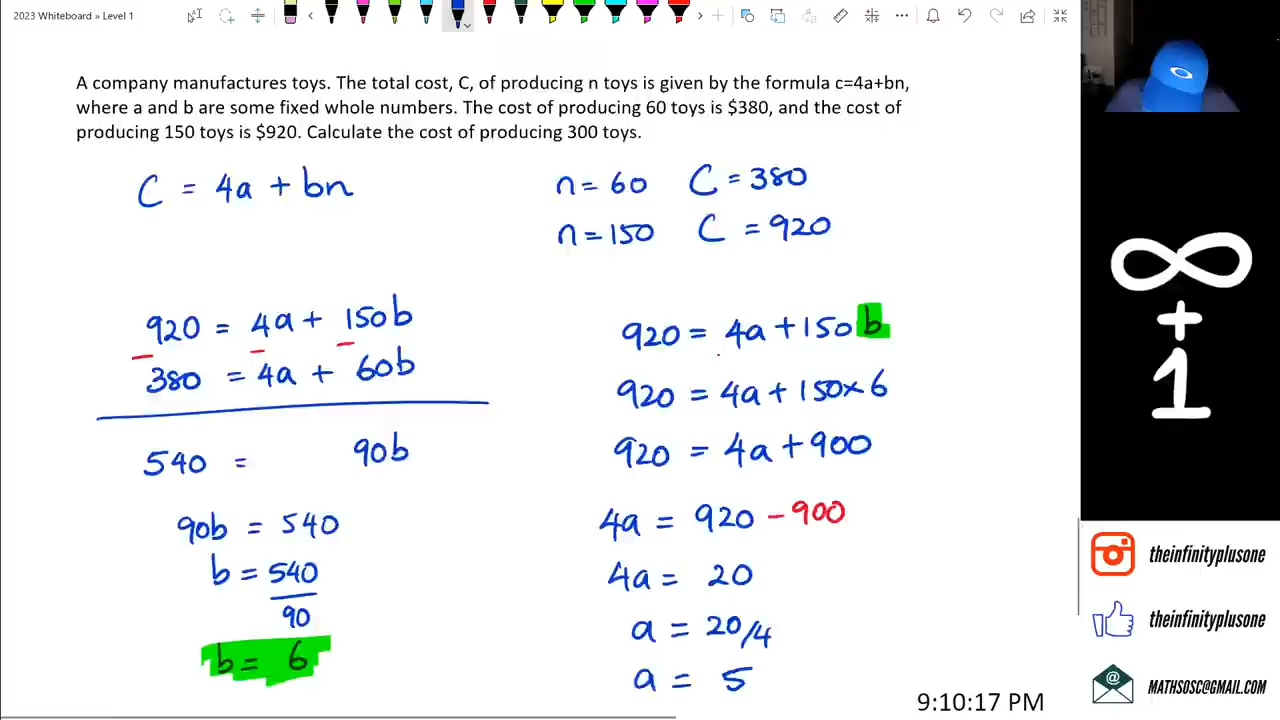 2023 Whiteboard » Level 1
A company manufactures toys. The total cost, C, of producing n toys is given by the formula c=4a+bn,
where a and b are some fixed whole numbers. The cost of producing 60 toys is $380, and the cost of
producing 150 toys is $920. Calculate the cost of producing 300 toys.
C = 4a + bn
n = 60 C = 380
n = 150 C = 920
920 = 4a + 150b
380 = 4a + 60b
540 = 90b
90b = 540
b = 540
90
b = 6
920 = 4a + 150b
920 = 4a + 150 × 6
920 = 4a + 900
4a = 920 - 900
4a = 20
a = 20/4
a = 5
∞
+
1
theinfinityplusone
theinfinityplusone
@
MATHSOSC@GMAIL.COM
9:10:17 PM